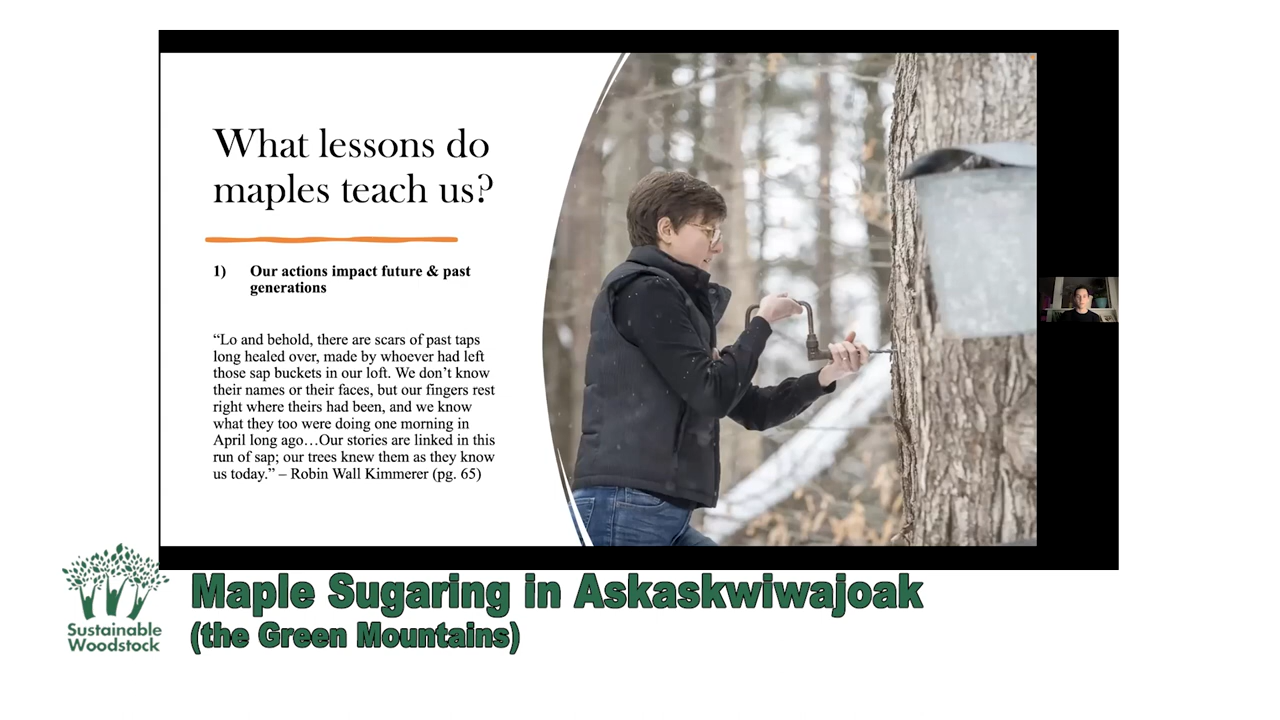 What lessons do
maples teach us?
1) Our actions impact future & past
generations
“Lo and behold, there are scars of past taps
long healed over, made by whoever had left
those sap buckets in our loft. We don’t know
their names or their faces, but our fingers rest
right where theirs had been, and we know
what they too were doing one morning in
April long ago…Our stories are linked in this
run of sap; our trees knew them as they know
us today.” – Robin Wall Kimmerer (pg. 65)
Maple Sugaring in Askaskwiwajoak
(the Green Mountains)
Sustainable
Woodstock